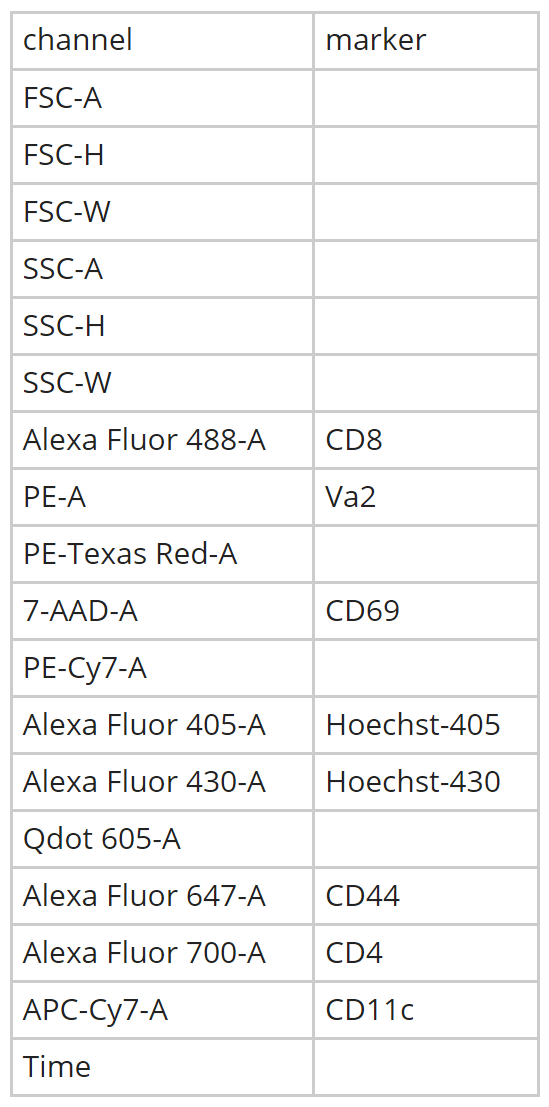 channel marker
FSC-A
FSC-H
FSC-W
SSC-A
SSC-H
SSC-W
Alexa Fluor 488-A CD8
PE-A Va2
PE-Texas Red-A
7-AAD-A CD69
PE-Cy7-A
Alexa Fluor 405-A Hoechst-405
Alexa Fluor 430-A Hoechst-430
Qdot 605-A
Alexa Fluor 647-A CD44
Alexa Fluor 700-A CD4
APC-Cy7-A CD11c
Time